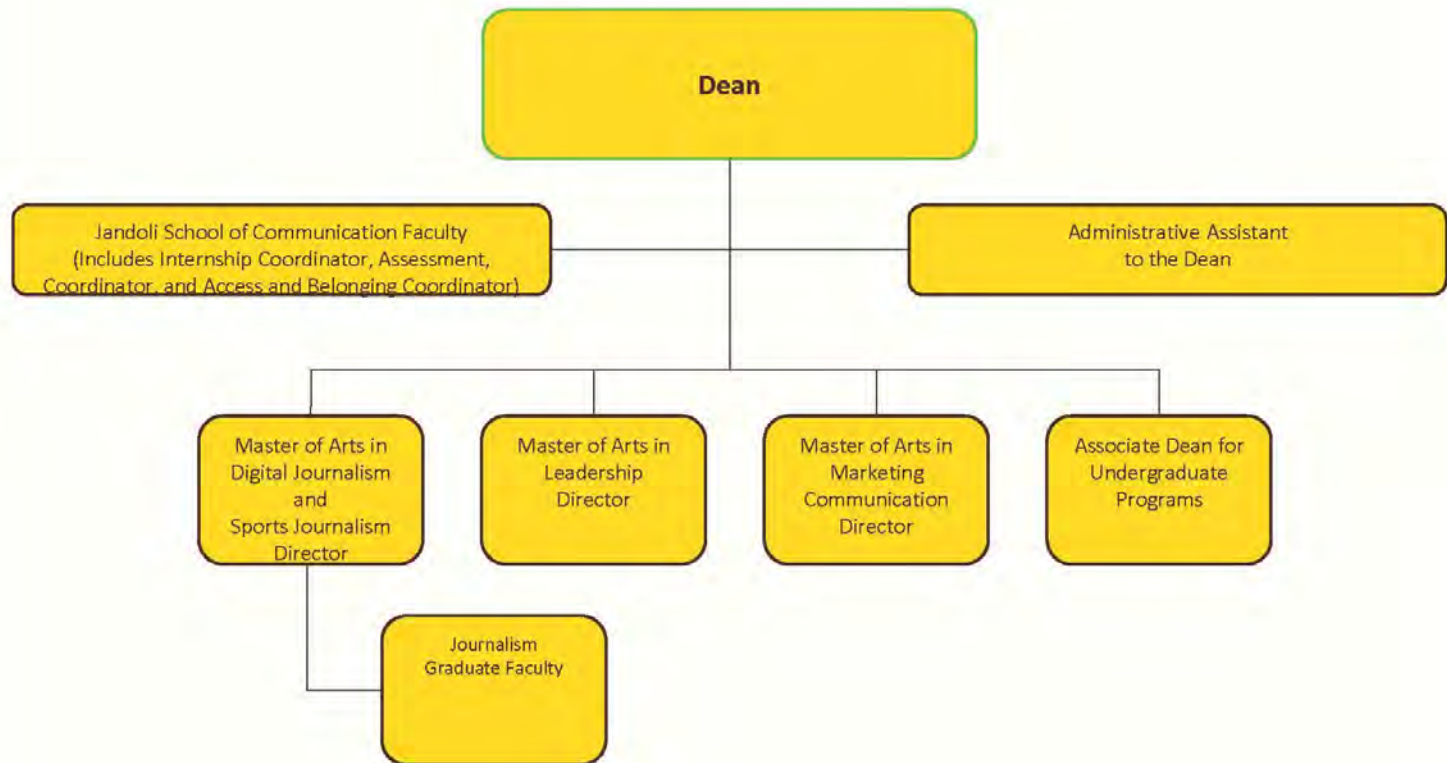 Dean
Jandoli School of Communication Faculty
(Includes Internship Coordinator, Assessment,
Coordinator, and Access and Belonging Coordinator)
Administrative Assistant
to the Dean
Master of Arts in
Digital Journalism
and
Sports Journalism
Director
Master of Arts in
Leadership
Director
Master of Arts in
Marketing
Communication
Director
Associate Dean for
Undergraduate
Programs
Journalism
Graduate Faculty